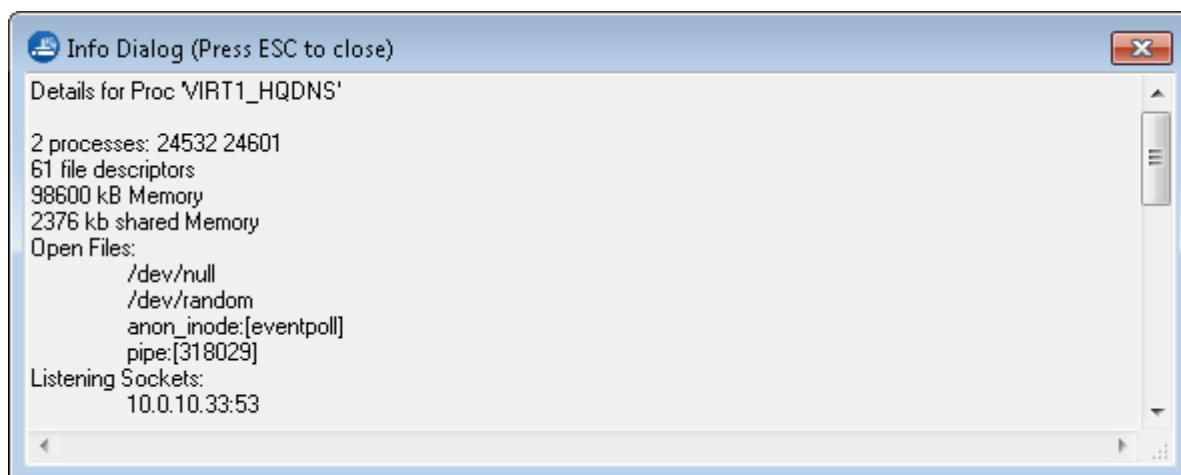 Info Dialog (Press ESC to close)
Details for Proc 'VIRT1_HQDNS'
2 processes: 24532 24601
61 file descriptors
98600 kB Memory
2376 kb shared Memory
Open Files:
/dev/null
/dev/random
anon_inode:[eventpoll]
pipe:[318029]
Listening Sockets:
10.0.10.33:53